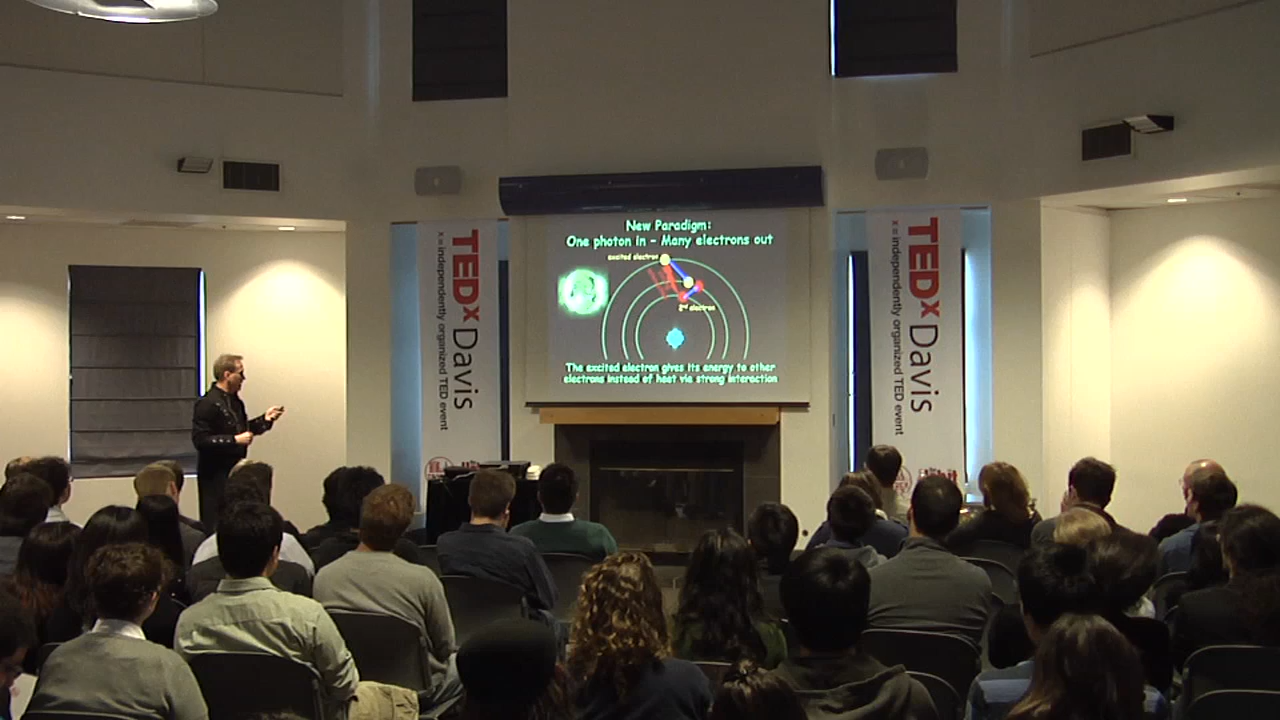 New Paradigm:
One photon in – Many electrons out
excited electron
2nd electron
The excited electron gives its energy to other
electrons instead of heat via strong interaction
TEDx Davis
x = independently organized TED event
TEDx Davis
x = independently organized TED event